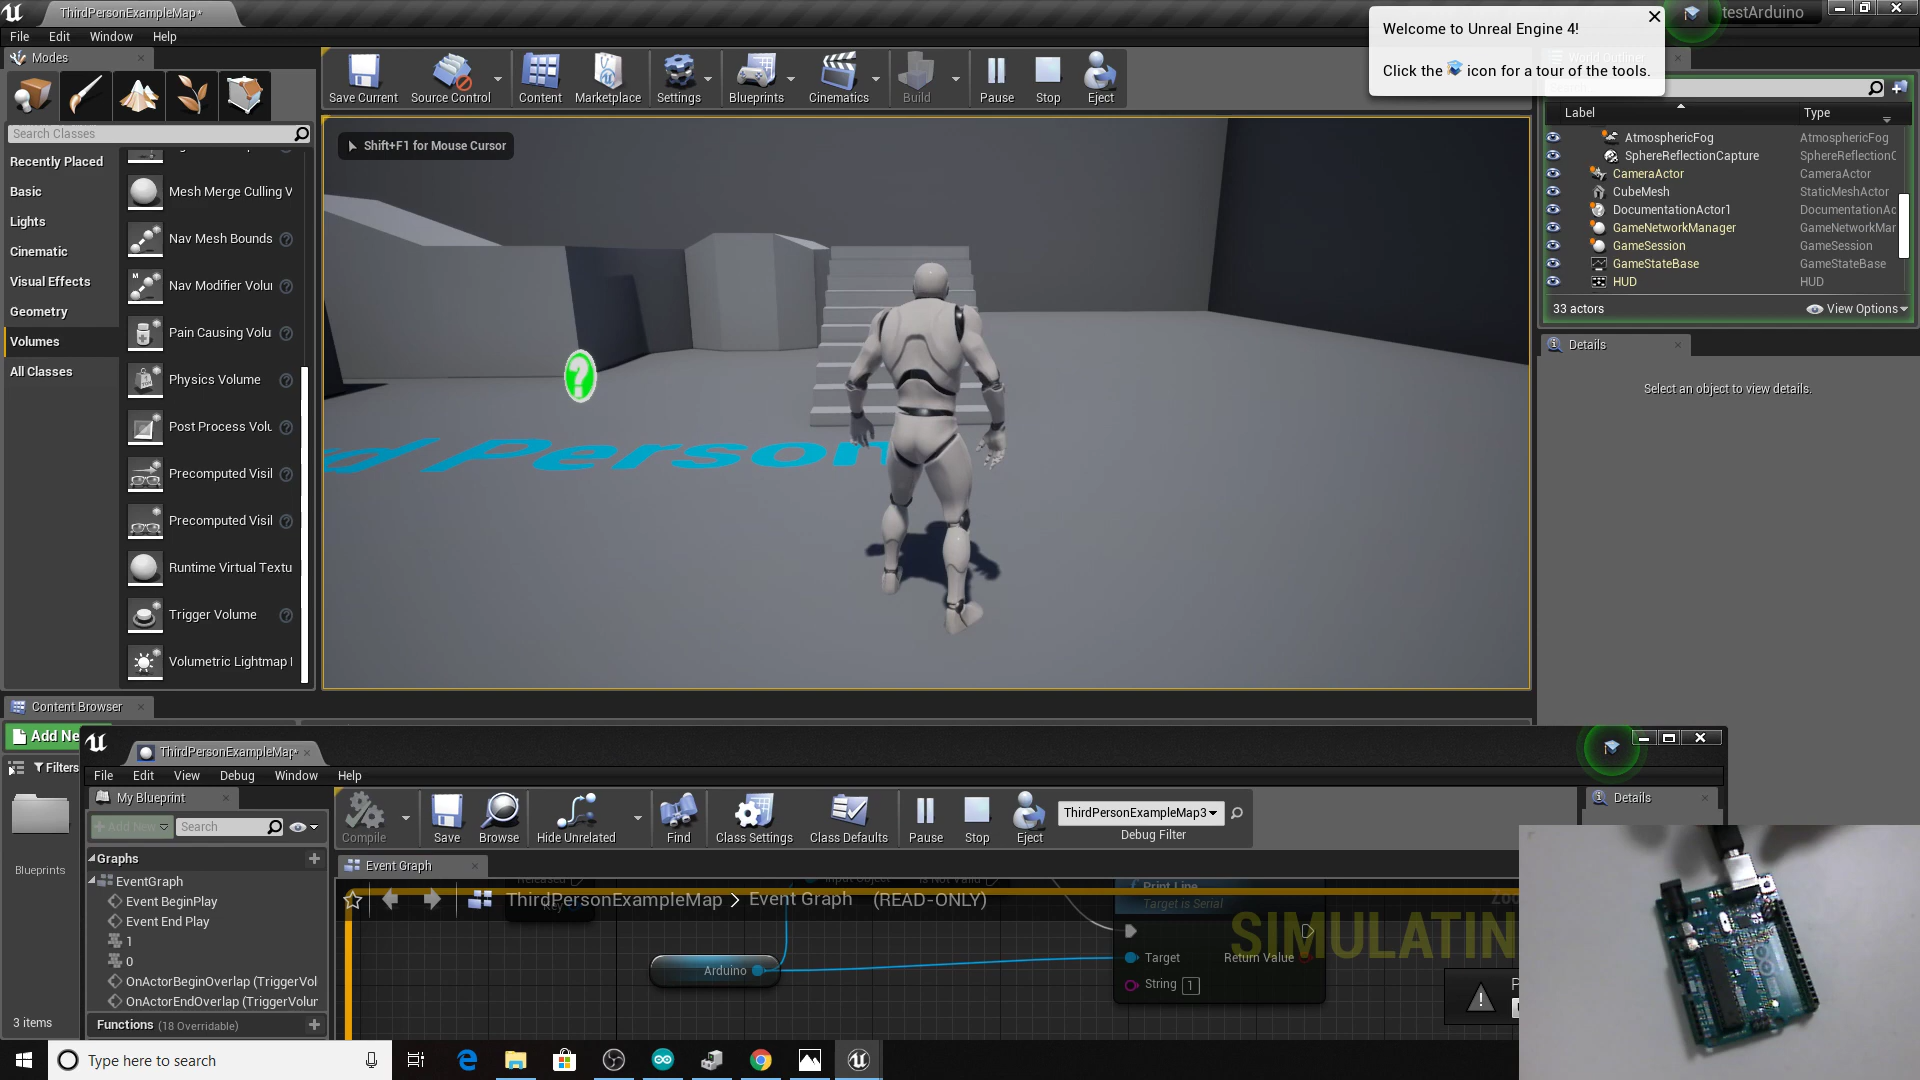 ThirdPersonExampleMap*
testArduino
File Edit Window Help
Welcome to Unreal Engine 4!
Click the icon for a tour of the tools.
Modes
Search Classes
Recently Placed
Basic
Lights
Cinematic
Visual Effects
Geometry
Volumes
All Classes
Mesh Merge Culling V
Nav Mesh Bounds
Nav Modifier Volu
Pain Causing Volu
Physics Volume
Post Process Volu
Precomputed Visil
Precomputed Visil
Runtime Virtual Textu
Trigger Volume
Volumetric Lightmap I
Save Current
Source Control
Content
Marketplace
Settings
Blueprints
Cinematics
Build
Pause
Stop
Eject
Shift+F1 for Mouse Cursor
?
d Person
Label Type
AtmosphericFog AtmosphericFog
SphereReflectionCapture SphereReflectionC
CameraActor CameraActor
CubeMesh StaticMeshActor
DocumentationActor1 DocumentationAc
GameNetworkManager GameNetworkMar
GameSession GameSession
GameStateBase GameStateBase
HUD HUD
33 actors View Options
Details
Select an object to view details.
Content Browser
Add Ne
Filters
Blueprints
3 items
ThirdPersonExampleMap*
File Edit View Debug Window Help
My Blueprint
Add New
Search
Graphs
EventGraph
Event BeginPlay
Event End Play
1
0
OnActorBeginOverlap (TriggerVol
OnActorEndOverlap (TriggerVolur
Functions (18 Overridable)
Compile
Save
Browse
Hide Unrelated
Find
Class Settings
Class Defaults
Pause
Stop
Eject
ThirdPersonExampleMap3
Debug Filter
Details
Event Graph
ThirdPersonExampleMap > Event Graph (READ-ONLY)
Zoo
Print Line
Target is Serial
SIMULATIN
Arduino
Target
Return Value
String 1
P
Type here to search